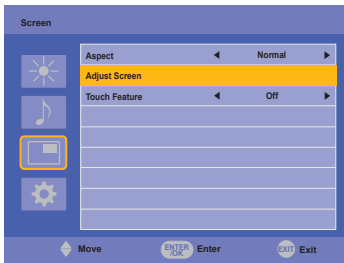 Screen
Aspect Normal
Adjust Screen
Touch Feature Off
Move ENTER /OK Enter EXIT Exit